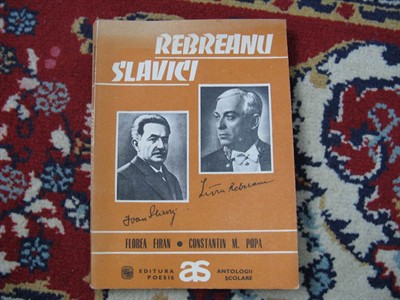 REBREANU
SLAVICI
Ioan Slavici
Liviu Rebreanu
FLOREA FIRAN • CONSTANTIN M. POPA
EDITURA
POESIS
as
ANTOLOGII
ȘCOLARE